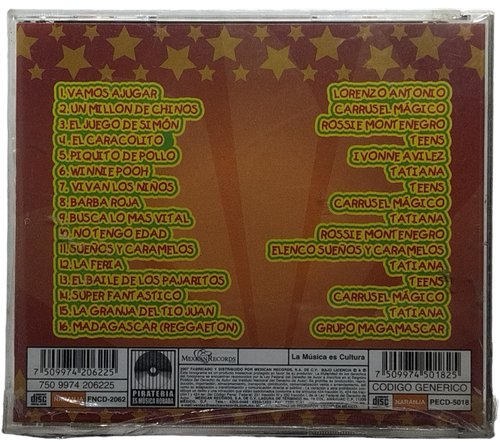 1. VAMOS AJUGAR
LORENZO ANTONIO
2. UN MILLON DE CHINOS
CARRUSEL MÁGICO
3. EL JUEGO DE SIMÓN
ROSSIE MONTENEGRO
4. EL CARACOLITO
TEENS
5. PIQUITO DE POLLO
IVONNE AVILEZ
6. WINNIE POOH
TATIANA
7. VIVAN LOS NIÑOS
TEENS
8. BARBA ROJA
CARRUSEL MÁGICO
9. BUSCA LO MAS VITAL
TATIANA
10. NO TENGO EDAD
ROSSIE MONTENEGRO
11. SUEÑOS Y CARAMELOS
ELENCO SUEÑOS Y CARAMELOS
12. LA FERIA
TATIANA
13. EL BAILE DE LOS PAJARITOS
TEENS
14. SUPER FANTASTICO
CARRUSEL MÁGICO
15. LA GRANJA DEL TIO JUAN
TATIANA
16. MADAGASCAR (REGGAETON)
GRUPO MAGAMASCAR
7 509974 206225
750 9974 206225
disc
NARANJA
FNCD-2062
PIRATERIA
ES MÚSICA ROBADA
MEXICAN RECORDS
La Música es Cultura
7 509974 501825
CODIGO GENERICO
disc
NARANJA
PECD-5018